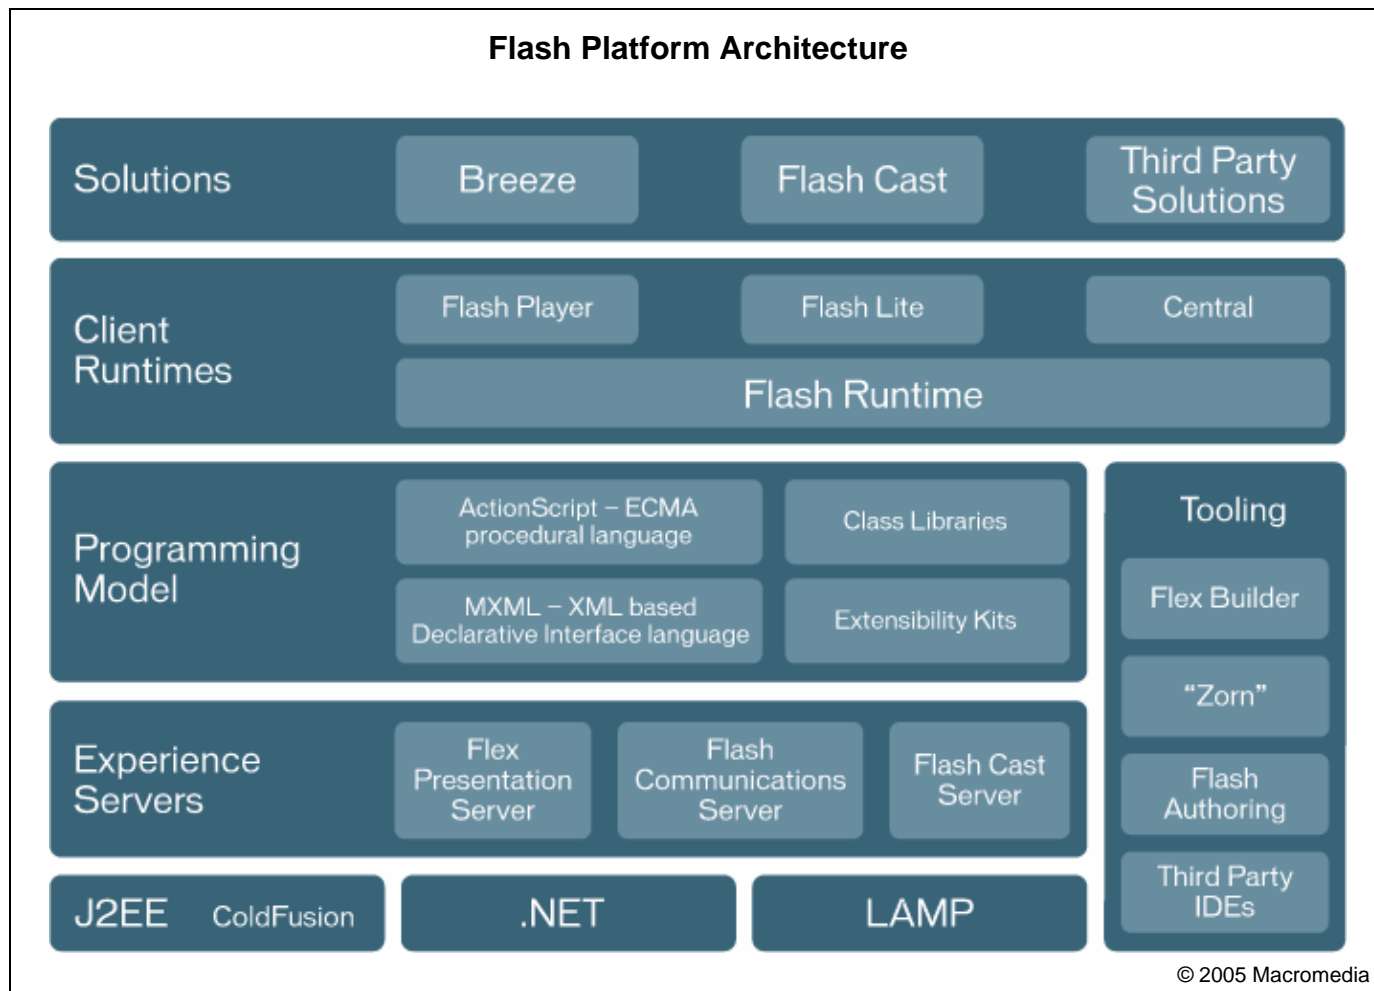 Flash Platform Architecture
Solutions
Breeze
Flash Cast
Third Party
Solutions
Client
Runtimes
Flash Player
Flash Lite
Central
Flash Runtime
Programming
Model
ActionScript – ECMA
procedural language
Class Libraries
MXML – XML based
Declarative Interface language
Extensibility Kits
Experience
Servers
Flex
Presentation
Server
Flash
Communications
Server
Flash Cast
Server
J2EE ColdFusion
.NET
LAMP
Tooling
Flex Builder
“Zorn”
Flash
Authoring
Third Party
IDEs
© 2005 Macromedia